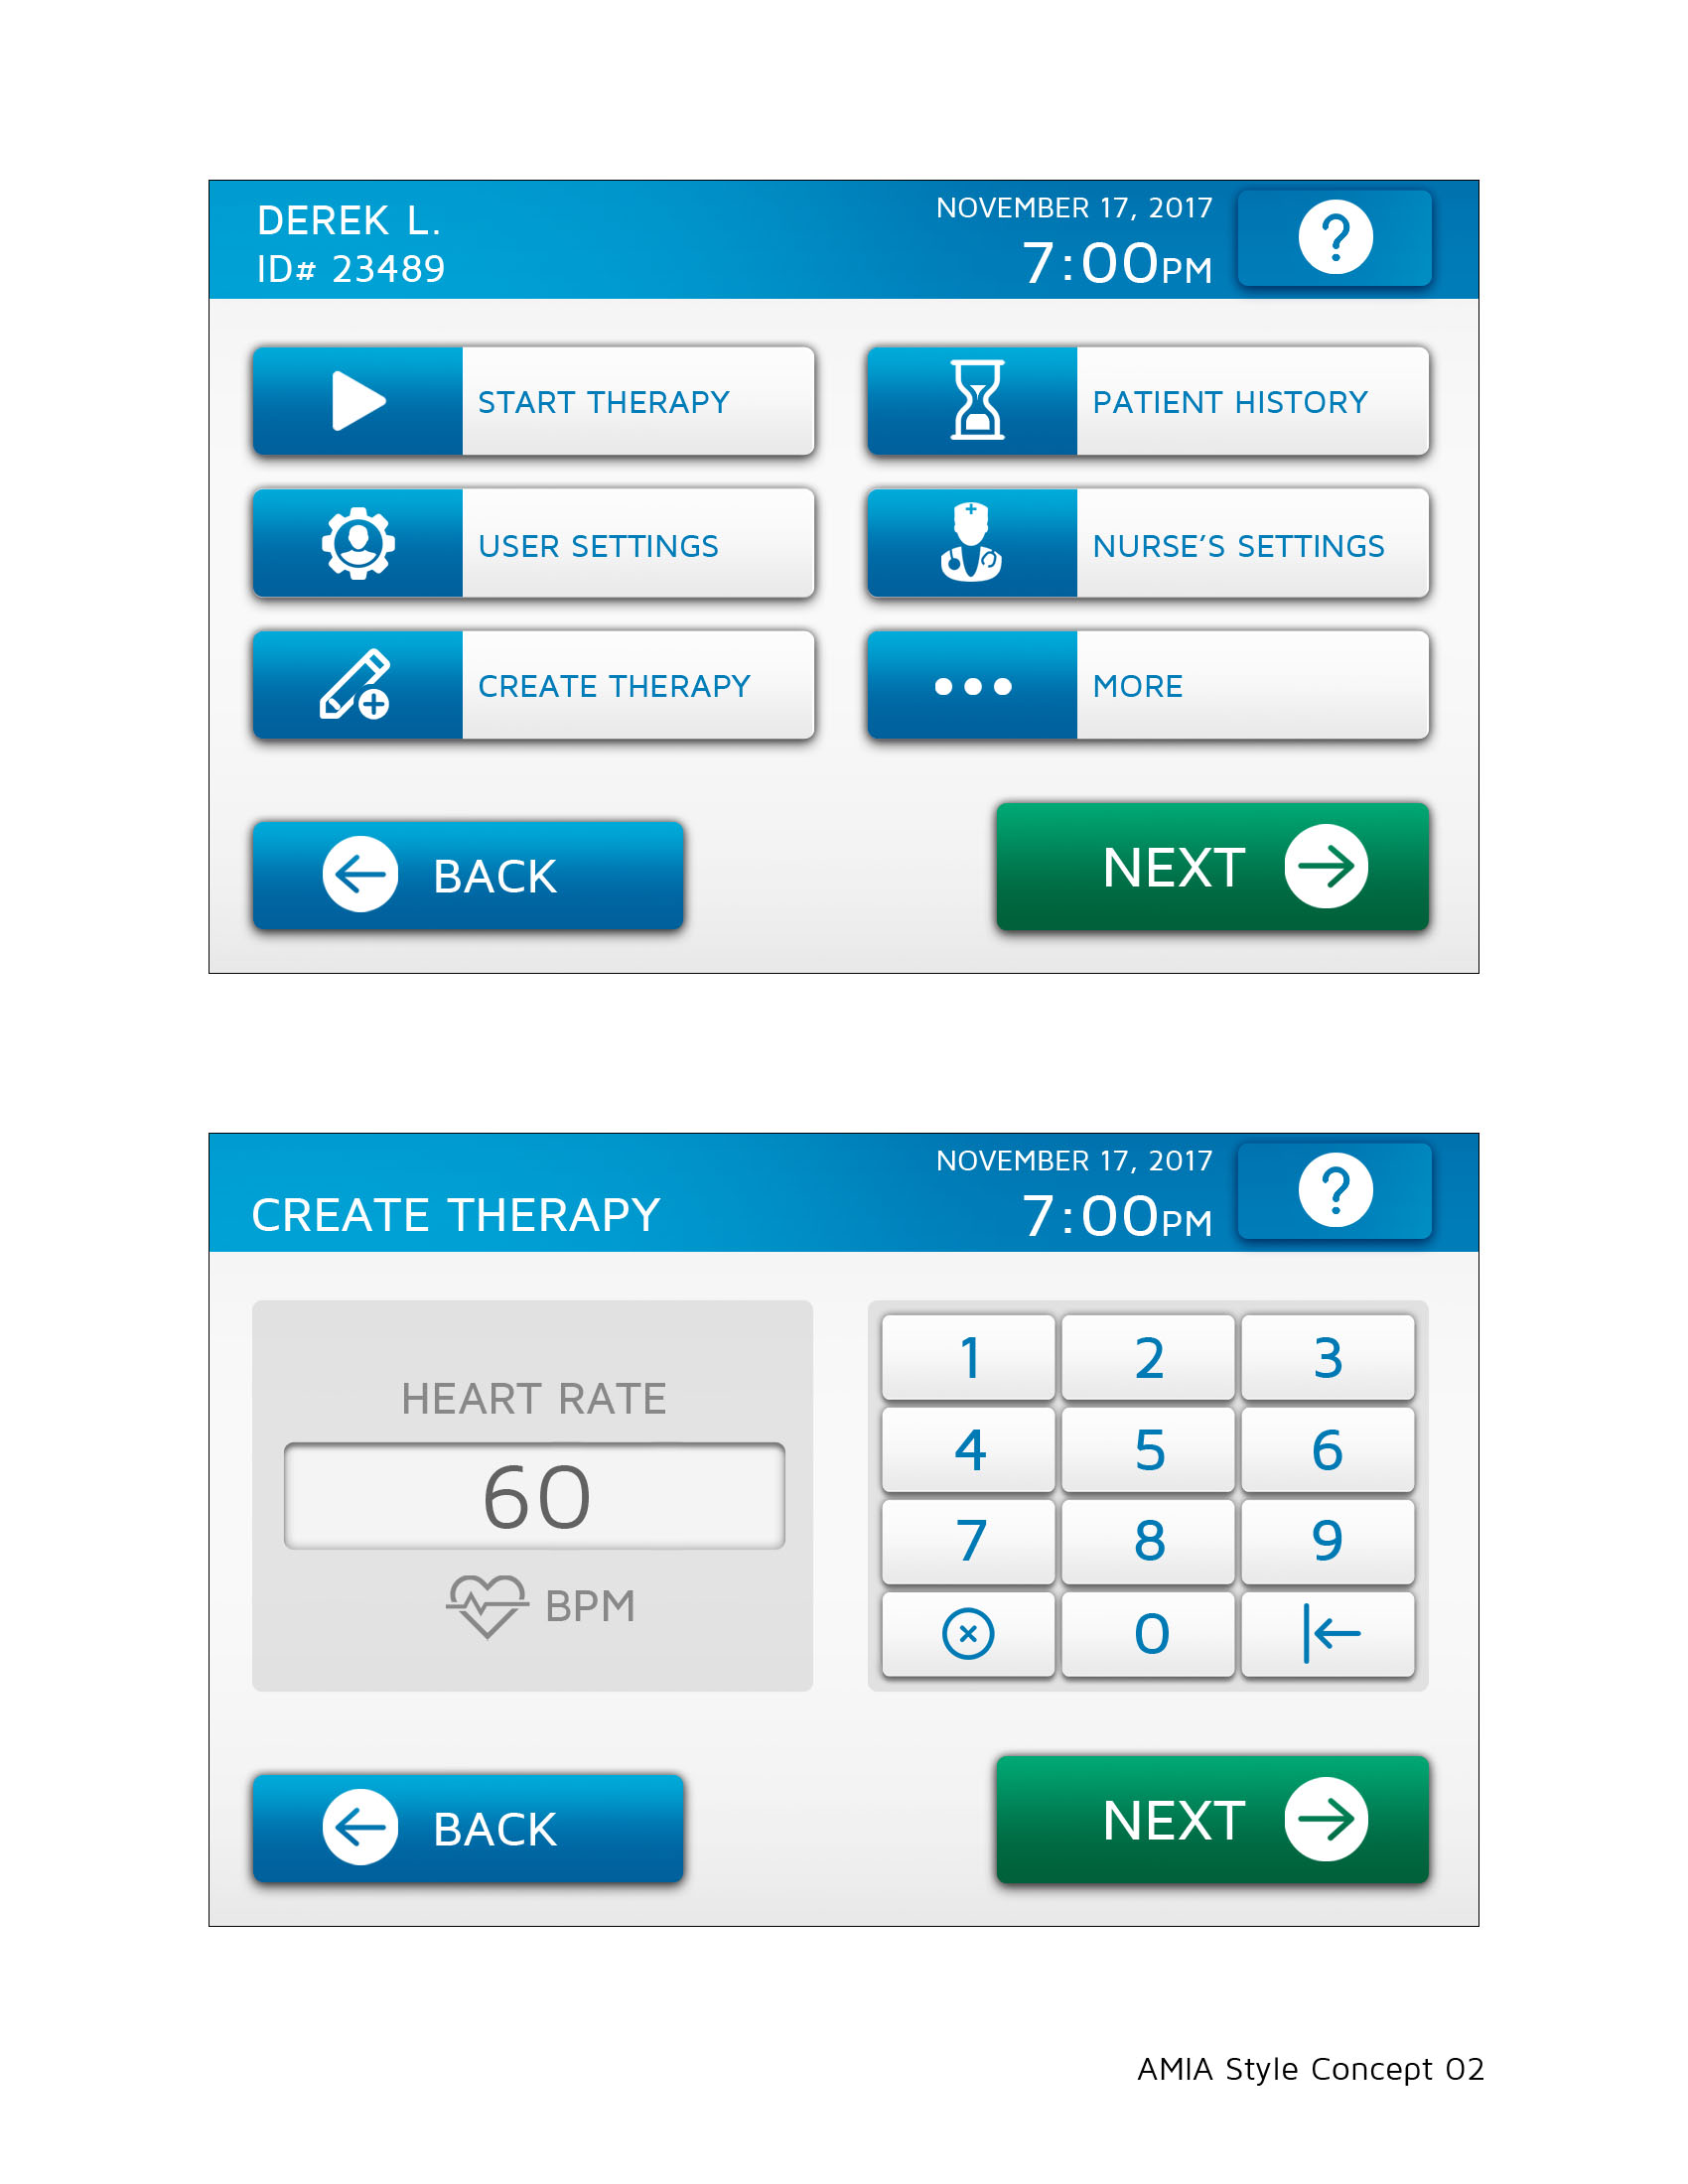 DEREK L.
ID# 23489
NOVEMBER 17, 2017
7:00PM
?
START THERAPY
PATIENT HISTORY
USER SETTINGS
NURSE’S SETTINGS
CREATE THERAPY
MORE
BACK
NEXT
CREATE THERAPY
NOVEMBER 17, 2017
7:00PM
?
HEART RATE
60
BPM
1 2 3
4 5 6
7 8 9
0
BACK
NEXT
AMIA Style Concept 02